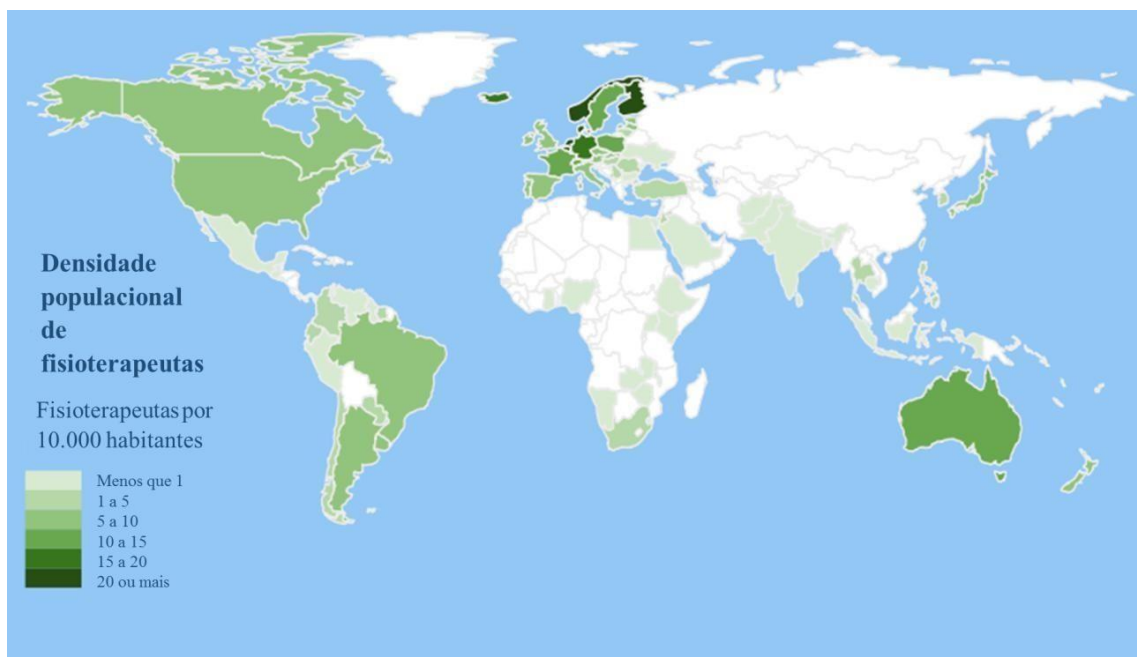 Densidade
populacional
de
fisioterapeutas
Fisioterapeutas por
10.000 habitantes
Menos que 1
1 a 5
5 a 10
10 a 15
15 a 20
20 ou mais